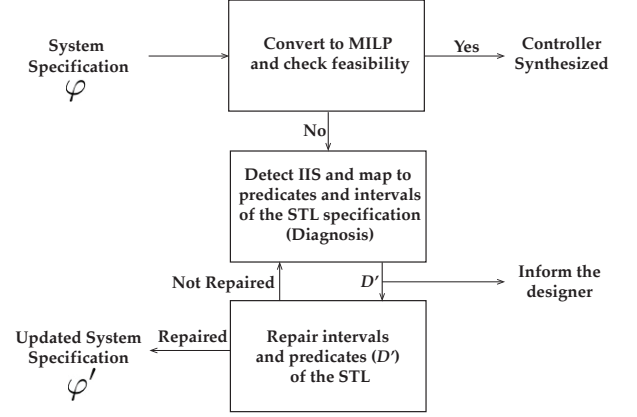 System
Specification
φ
Convert to MILP
and check feasibility
Yes
Controller
Synthesized
No
Detect IIS and map to
predicates and intervals
of the STL specification
(Diagnosis)
Not Repaired
D′
Inform the
designer
Updated System
Specification
φ′
Repaired
Repair intervals
and predicates (D′)
of the STL